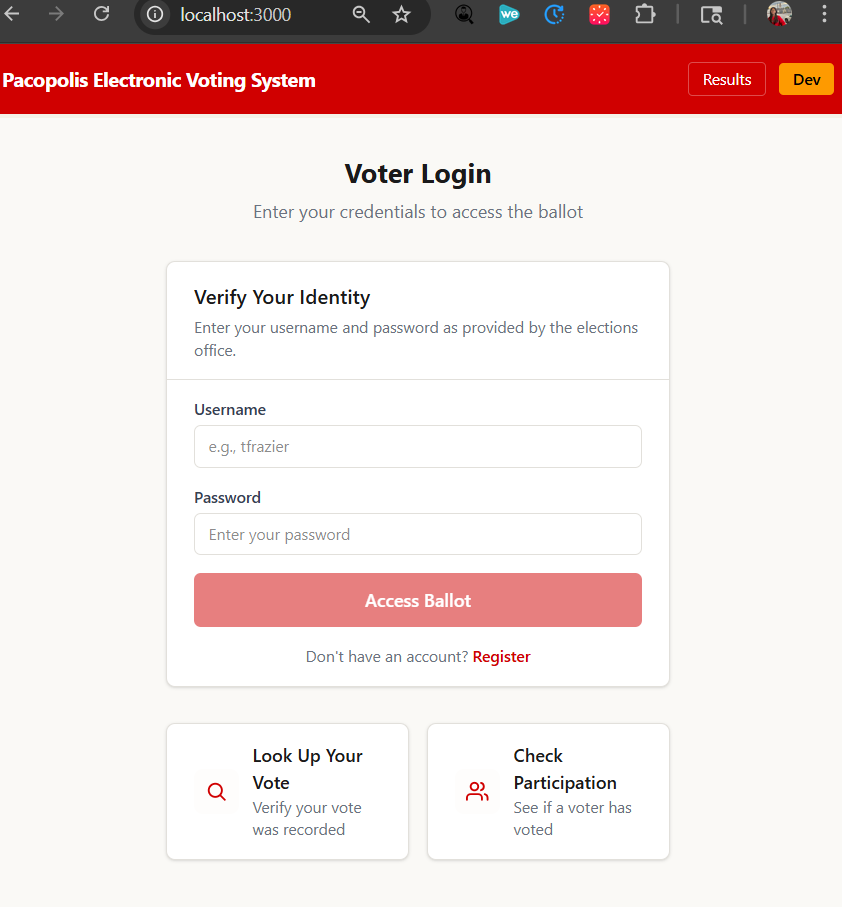 localhost:3000
we
Pacopolis Electronic Voting System
Results
Dev
Voter Login
Enter your credentials to access the ballot
Verify Your Identity
Enter your username and password as provided by the elections
office.
Username
e.g., tfrazier
Password
Enter your password
Access Ballot
Don't have an account? Register
Look Up Your
Vote
Verify your vote
was recorded
Check
Participation
See if a voter has
voted